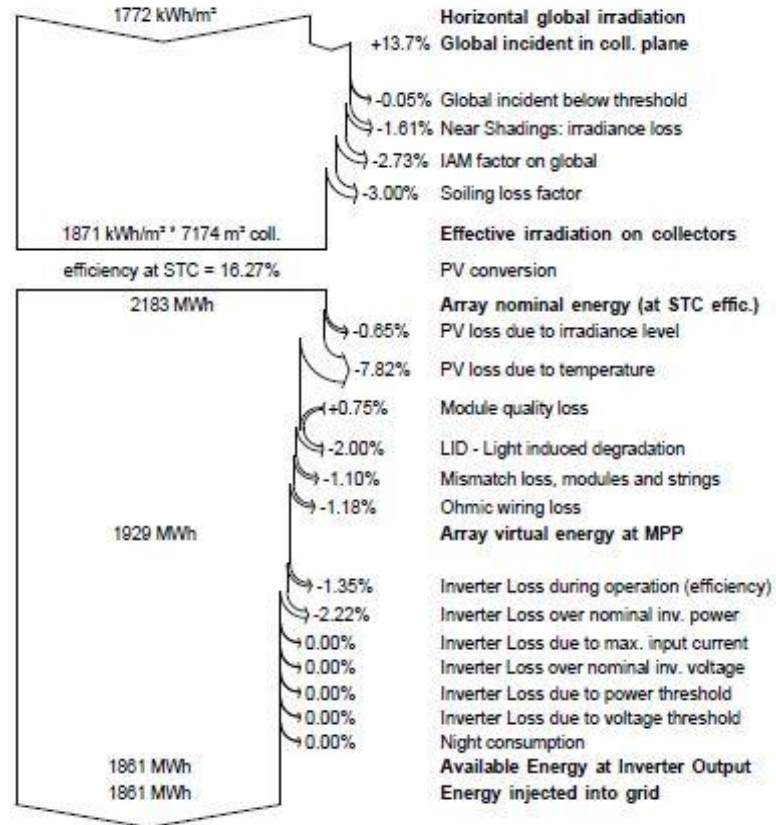 1772 kWh/m² Horizontal global irradiation
+13.7% Global incident in coll. plane
-0.05% Global incident below threshold
-1.61% Near Shadings: irradiance loss
-2.73% IAM factor on global
-3.00% Soiling loss factor
1871 kWh/m² * 7174 m² coll. Effective irradiation on collectors
efficiency at STC = 16.27% PV conversion
2183 MWh Array nominal energy (at STC effic.)
-0.65% PV loss due to irradiance level
-7.82% PV loss due to temperature
+0.75% Module quality loss
-2.00% LID - Light induced degradation
-1.10% Mismatch loss, modules and strings
-1.18% Ohmic wiring loss
1929 MWh Array virtual energy at MPP
-1.35% Inverter Loss during operation (efficiency)
-2.22% Inverter Loss over nominal inv. power
0.00% Inverter Loss due to max. input current
0.00% Inverter Loss over nominal inv. voltage
0.00% Inverter Loss due to power threshold
0.00% Inverter Loss due to voltage threshold
0.00% Night consumption
1861 MWh Available Energy at Inverter Output
1861 MWh Energy injected into grid